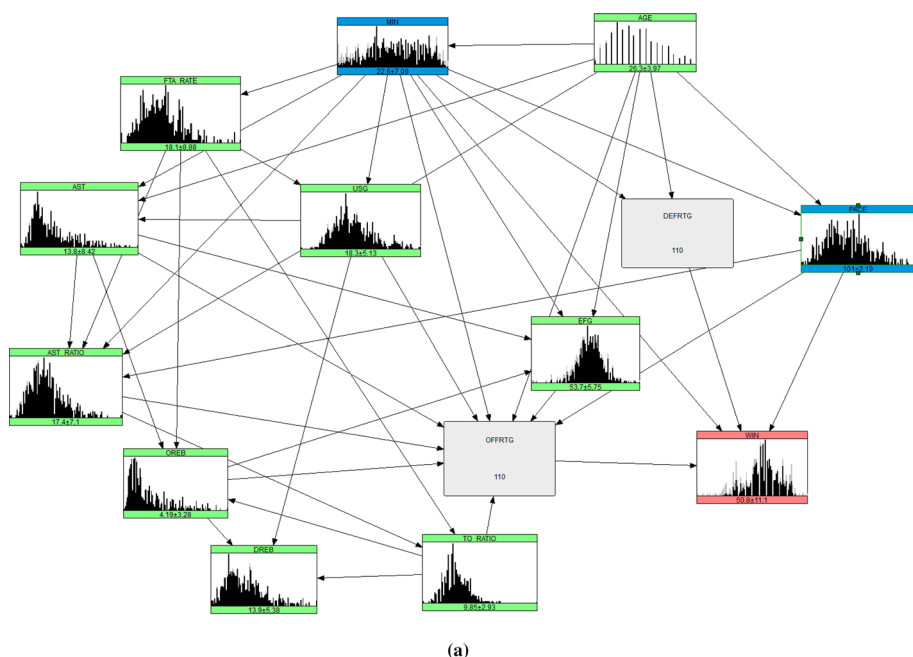 MIN
22.8±7.09
AGE
26.3±3.97
FTA_RATE
18.1±8.88
AST
13.8±8.42
USG
18.3±5.13
DEFRTG
110
PACE
101±2.19
EFG
53.7±5.75
AST_RATIO
17.4±7.1
OFFRTG
110
WIN
50.8±11.1
OREB
4.19±3.28
DREB
13.9±5.38
TO_RATIO
9.85±2.93
(a)